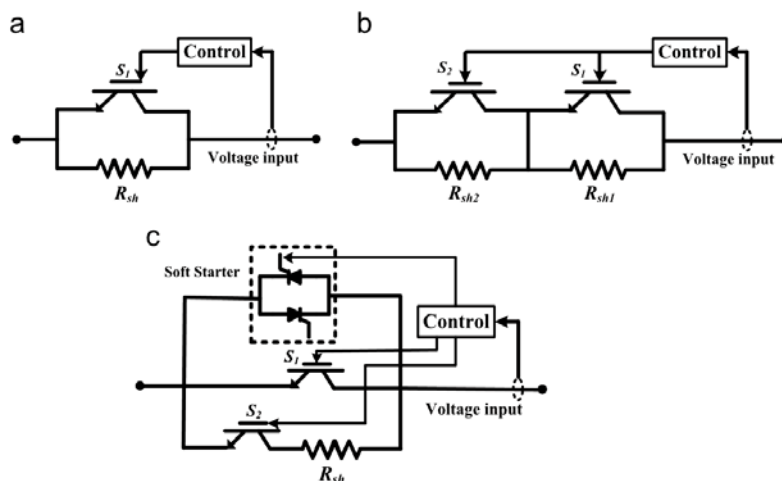 a
Control
S1
Voltage input
Rsh
b
Control
S2
S1
Voltage input
Rsh2
Rsh1
c
Soft Starter
Control
S1
Voltage input
S2
Rsh